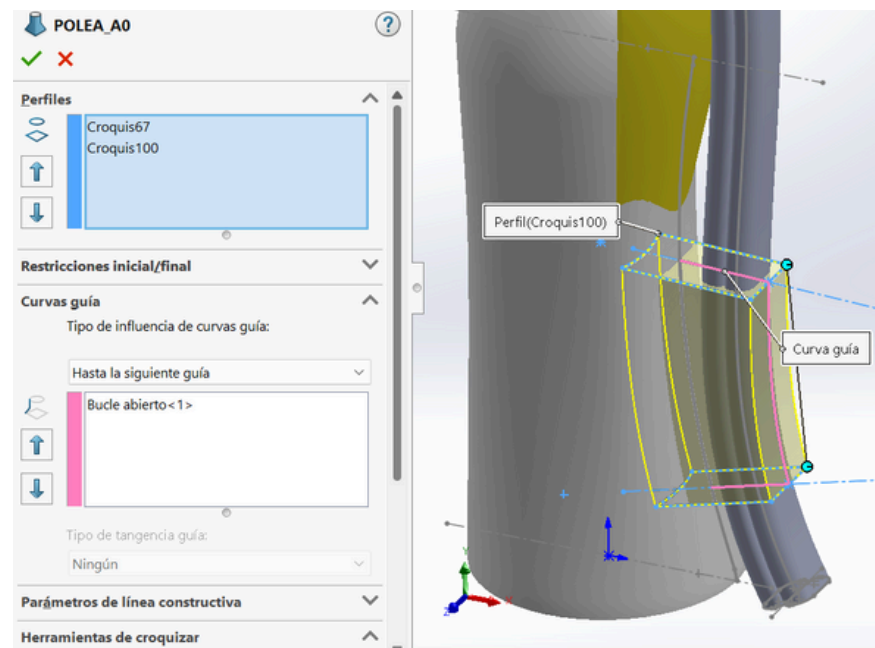 POLEA_A0
Perfiles
Croquis67
Croquis100
Restricciones inicial/final
Curvas guía
Tipo de influencia de curvas guía:
Hasta la siguiente guía
Bucle abierto<1>
Tipo de tangencia guía:
Ningún
Parámetros de línea constructiva
Herramientas de croquizar
Perfil(Croquis100)
Curva guía
Y
X
Z